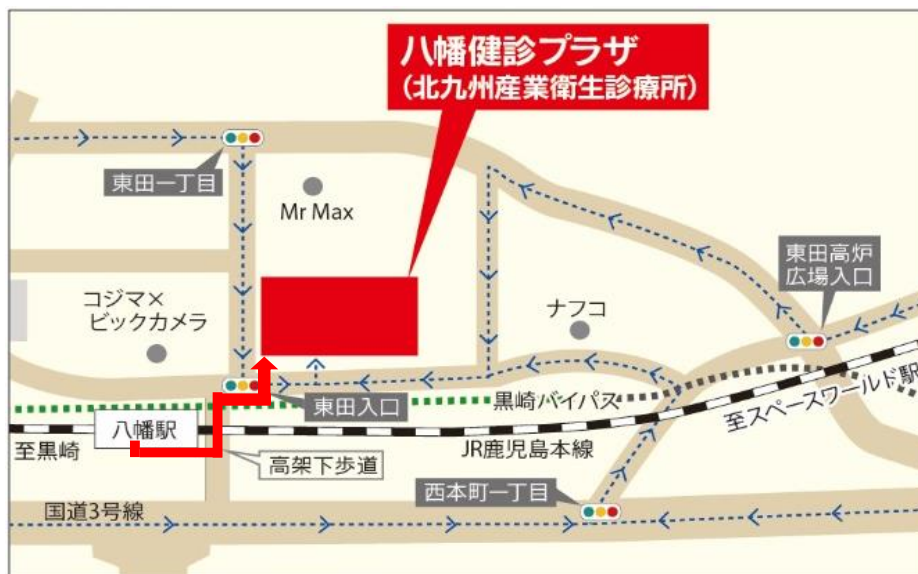 八幡健診プラザ
（北九州産業衛生診療所）
東田一丁目
Mr Max
東田高炉
広場入口
コジマ×
ビックカメラ
ナフコ
東田入口
黒崎バイパス
至スペースワールド駅
八幡駅
至黒崎
JR鹿児島本線
高架下歩道
西本町一丁目
国道3号線